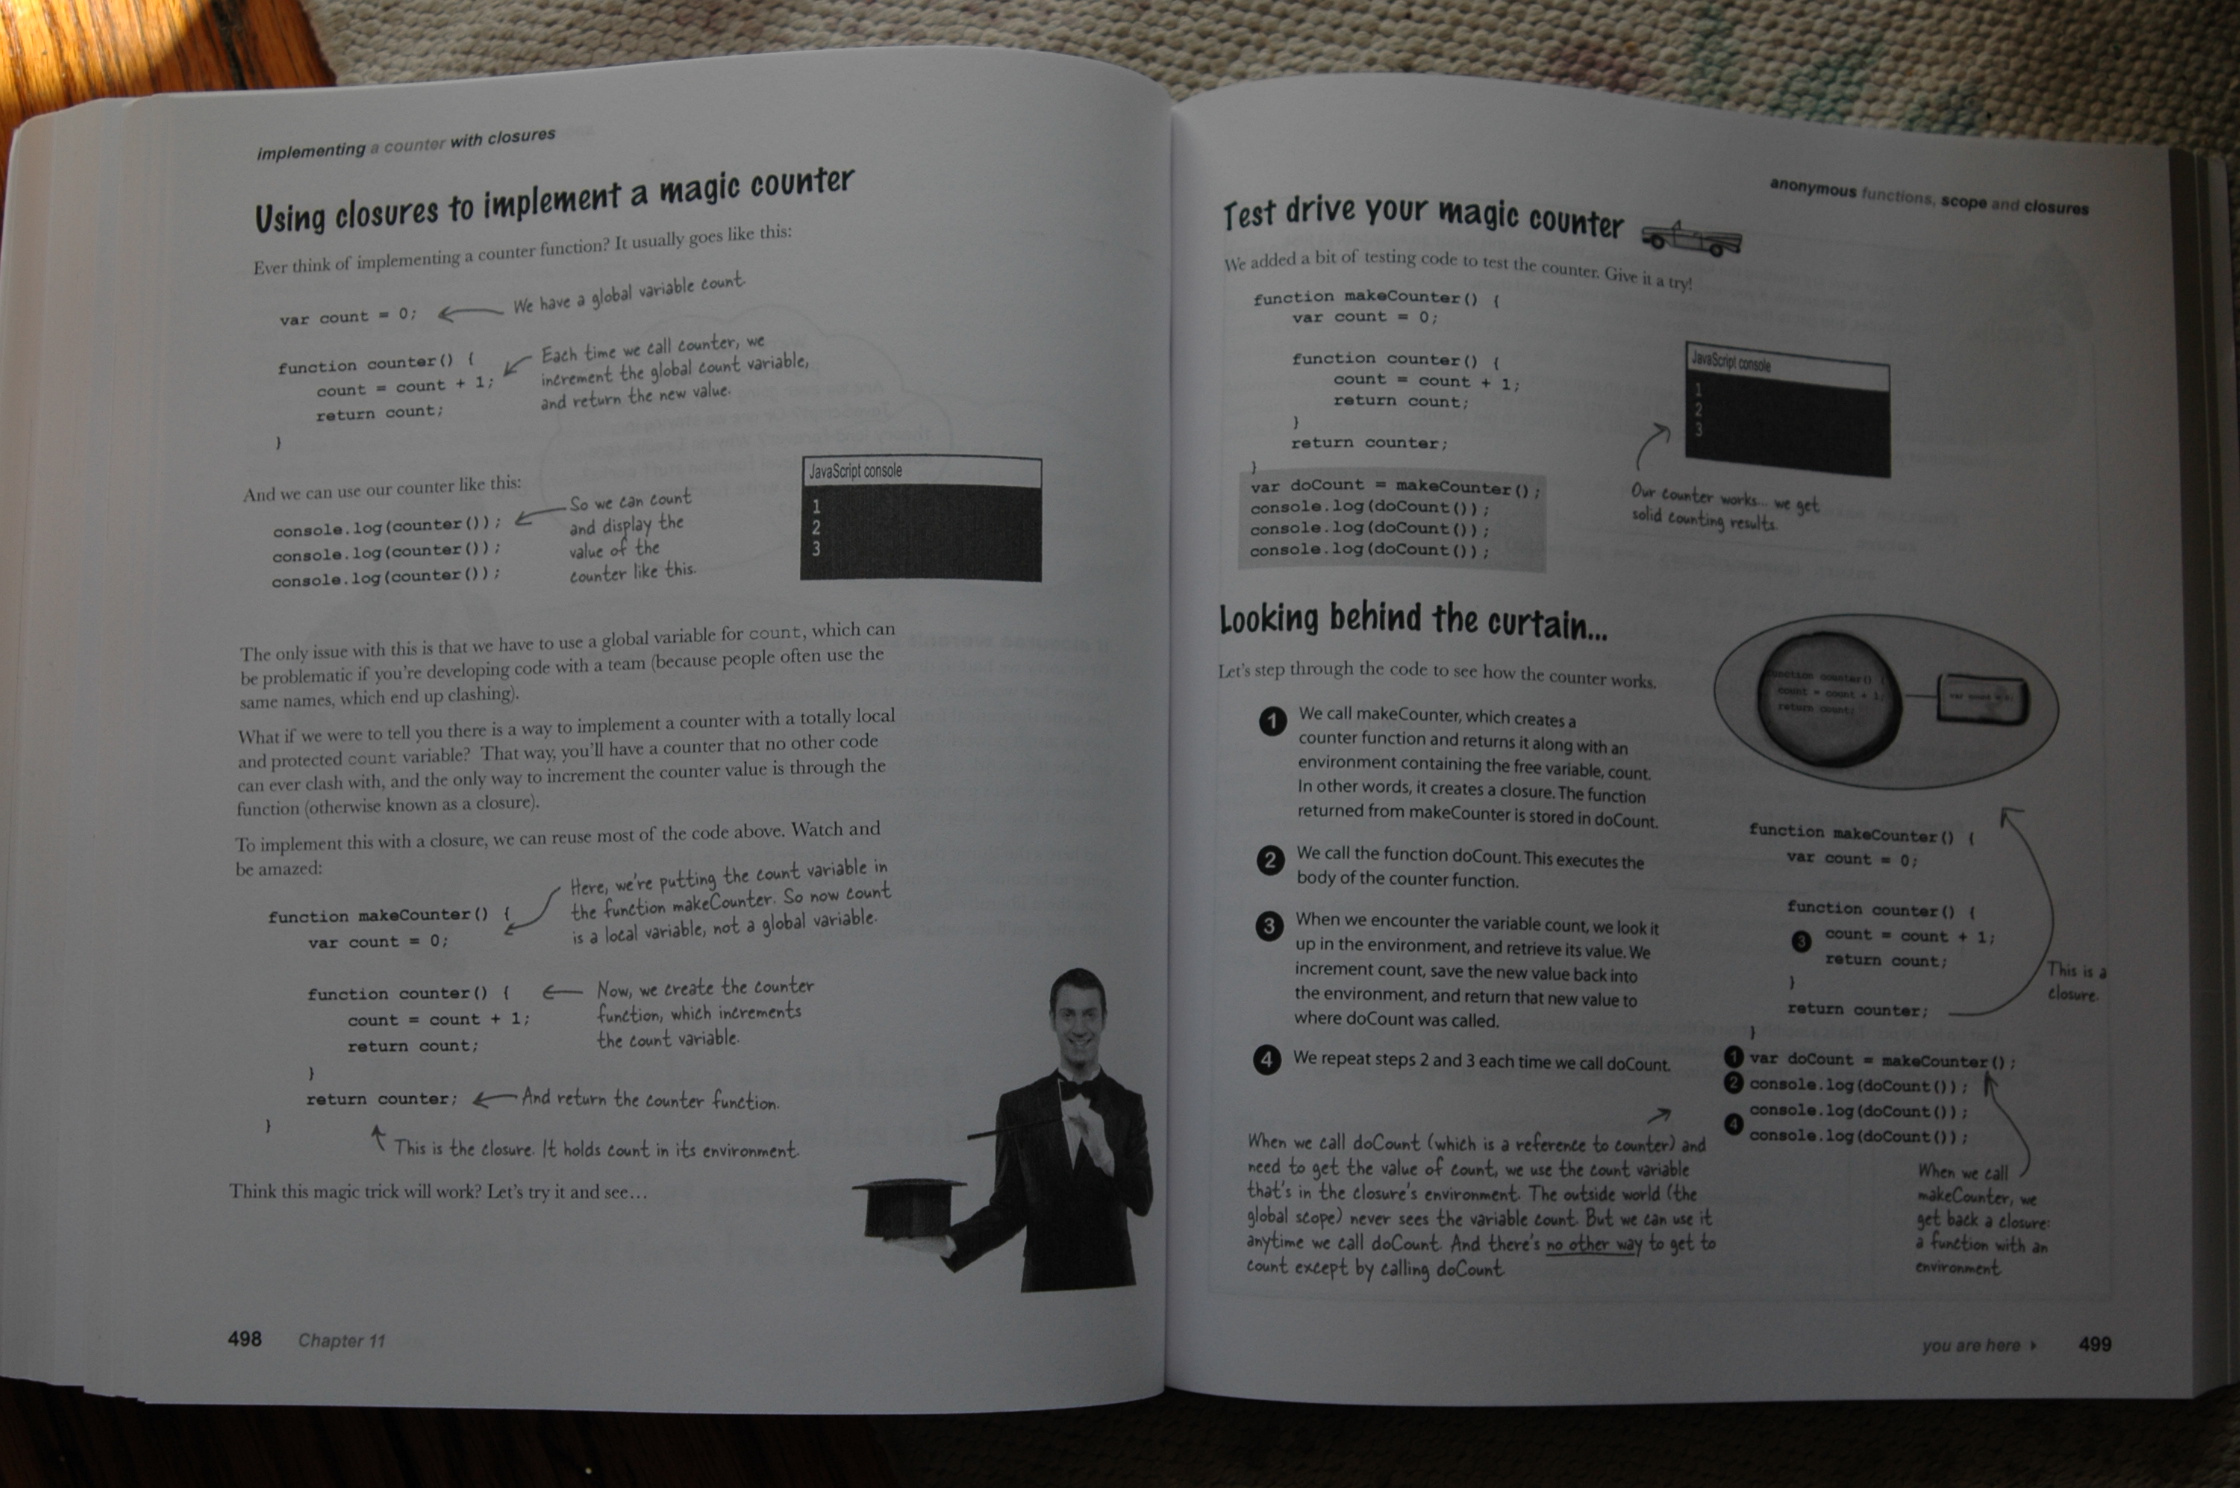 implementing a counter with closures
Using closures to implement a magic counter
Ever think of implementing a counter function? It usually goes like this:
var count = 0;
We have a global variable count.
function counter() {
count = count + 1;
return count;
}
Each time we call counter, we
increment the global count variable,
and return the new value.
And we can use our counter like this:
console.log(counter());
console.log(counter());
console.log(counter());
So we can count
and display the
value of the
counter like this.
JavaScript console
1
2
3
The only issue with this is that we have to use a global variable for count, which can
be problematic if you're developing code with a team (because people often use the
same names, which end up clashing).
What if we were to tell you there is a way to implement a counter with a totally local
and protected count variable? That way, you'll have a counter that no other code
can ever clash with, and the only way to increment the counter value is through the
function (otherwise known as a closure).
To implement this with a closure, we can reuse most of the code above. Watch and
be amazed:
function makeCounter() {
var count = 0;
Here, we're putting the count variable in
the function makeCounter. So now count
is a local variable, not a global variable.
function counter() {
count = count + 1;
return count;
}
Now, we create the counter
function, which increments
the count variable.
return counter;
And return the counter function.
}
This is the closure. It holds count in its environment.
Think this magic trick will work? Let's try it and see…
498 Chapter 11
anonymous functions, scope and closures
Test drive your magic counter
We added a bit of testing code to test the counter. Give it a try!
function makeCounter() {
var count = 0;
function counter() {
count = count + 1;
return count;
}
return counter;
}
var doCount = makeCounter();
console.log(doCount());
console.log(doCount());
console.log(doCount());
JavaScript console
1
2
3
Our counter works... we get
solid counting results.
Looking behind the curtain...
Let's step through the code to see how the counter works.
1 We call makeCounter, which creates a
counter function and returns it along with an
environment containing the free variable, count.
In other words, it creates a closure. The function
returned from makeCounter is stored in doCount.
2 We call the function doCount. This executes the
body of the counter function.
3 When we encounter the variable count, we look it
up in the environment, and retrieve its value. We
increment count, save the new value back into
the environment, and return that new value to
where doCount was called.
4 We repeat steps 2 and 3 each time we call doCount.
When we call doCount (which is a reference to counter) and
need to get the value of count, we use the count variable
that's in the closure's environment. The outside world (the
global scope) never sees the variable count. But we can use it
anytime we call doCount. And there's no other way to get to
count except by calling doCount.
function counter() {
count = count + 1;
return count;
function makeCounter() {
var count = 0;
function counter() {
3 count = count + 1;
return count;
}
return counter;
}
This is a
closure.
1 var doCount = makeCounter();
2 console.log(doCount());
console.log(doCount());
4 console.log(doCount());
When we call
makeCounter, we
get back a closure:
a function with an
environment
you are here 499